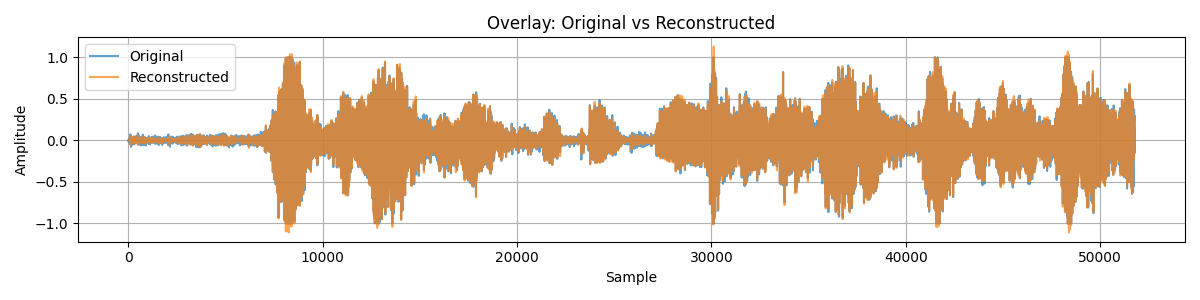 Overlay: Original vs Reconstructed
Original
Reconstructed
1.0
0.5
0.0
−0.5
−1.0
Amplitude
0 10000 20000 30000 40000 50000
Sample